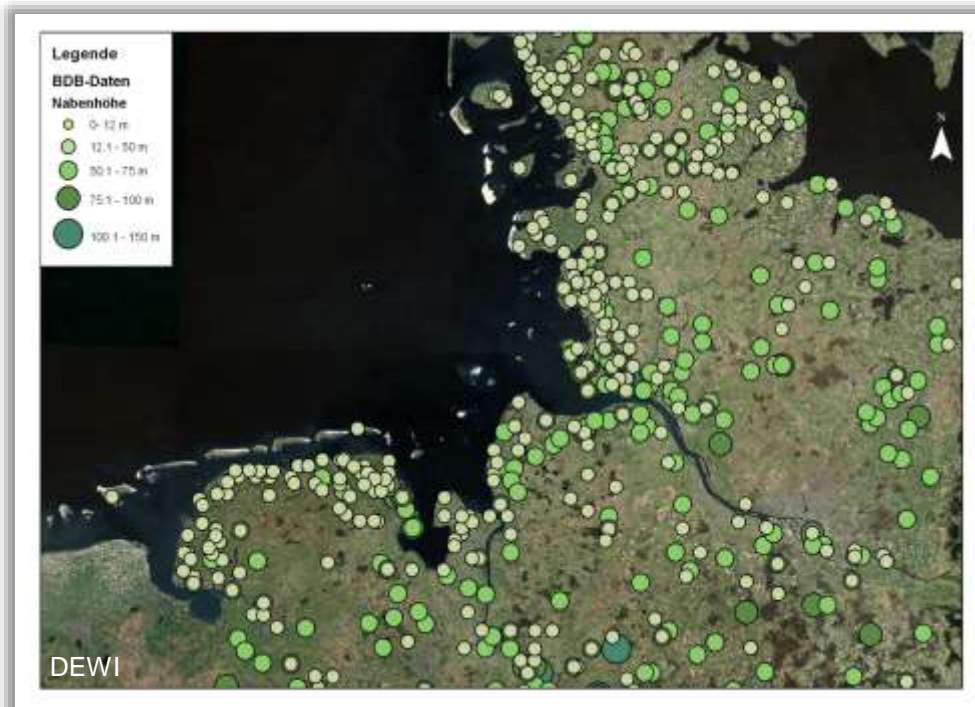 Legende
BDB-Daten
Nabenhöhe
0- 12 m
12.1 - 50 m
50.1 - 75 m
75.1 - 100 m
100.1 - 150 m
N
DEWI